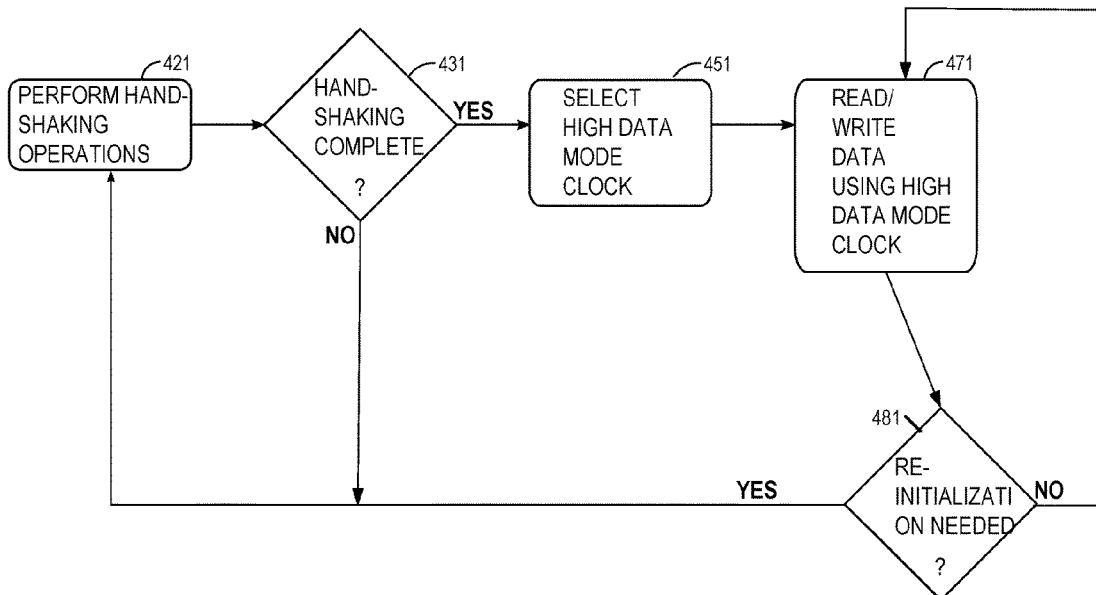 421
PERFORM HAND-
SHAKING
OPERATIONS
431
HAND-
SHAKING
COMPLETE
?
YES
NO
451
SELECT
HIGH DATA
MODE
CLOCK
471
READ/
WRITE
DATA
USING HIGH
DATA MODE
CLOCK
481
RE-
INITIALIZATI
ON NEEDED
?
YES
NO